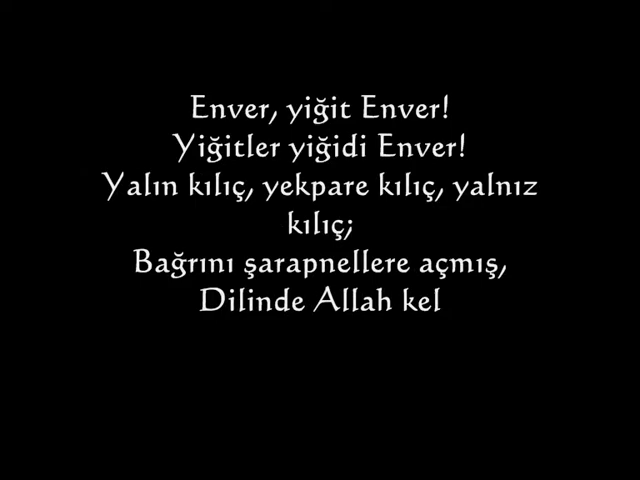 Enver, yiğit Enver!
Yiğitler yiğidi Enver!
Yalın kılıç, yekpare kılıç, yalnız
kılıç;
Bağrını şarapnellere açmış,
Dilinde Allah kel